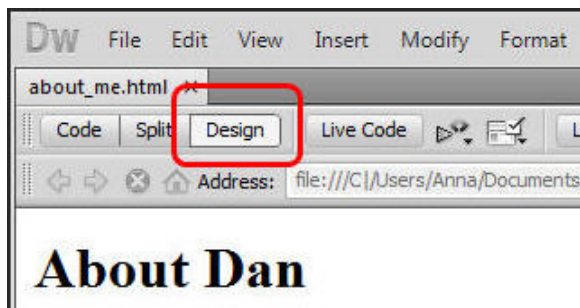 Dw File Edit View Insert Modify Format
about_me.html
Code Split Design Live Code L
Address: file:///C|/Users/Anna/Documents
About Dan